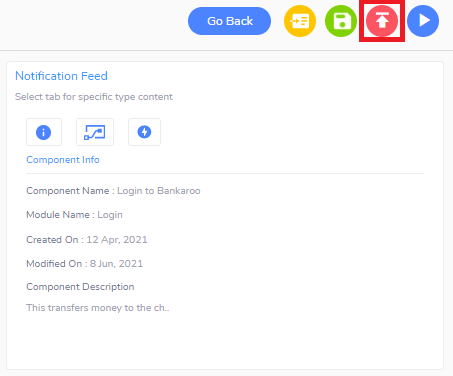 Go Back
Notification Feed
Select tab for specific type content
Component Info
Component Name : Login to Bankaroo
Module Name : Login
Created On : 12 Apr, 2021
Modified On : 8 Jun, 2021
Component Description
This transfers money to the ch..